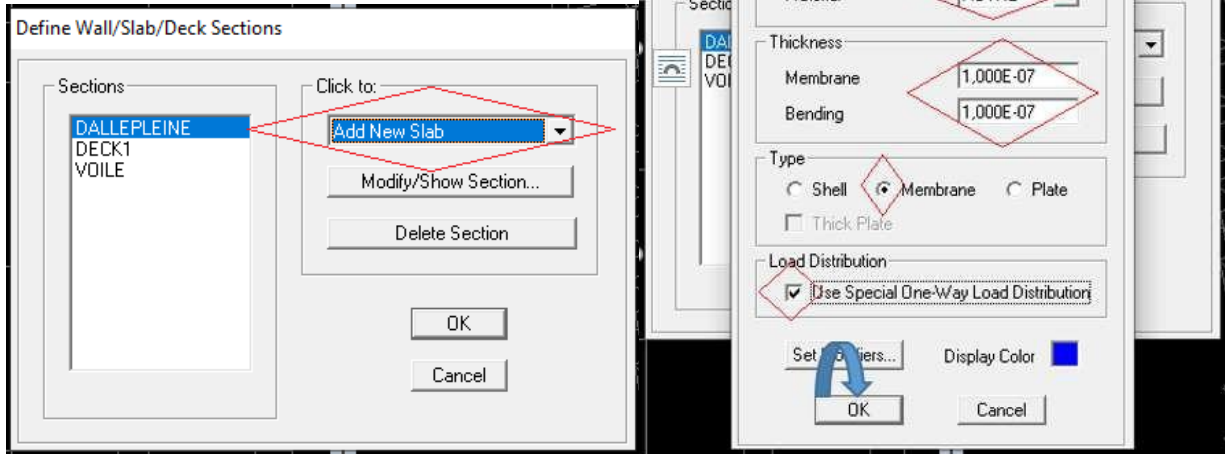 Define Wall/Slab/Deck Sections
Sections
Click to:
DALLEPLEINE
DECK1
VOILE
Add New Slab
Modify/Show Section...
Delete Section
OK
Cancel
Thickness
Membrane 1,000E-07
Bending 1,000E-07
Type
Shell Membrane Plate
Thick Plate
Load Distribution
Use Special One-Way Load Distribution
Display Color
OK
Cancel